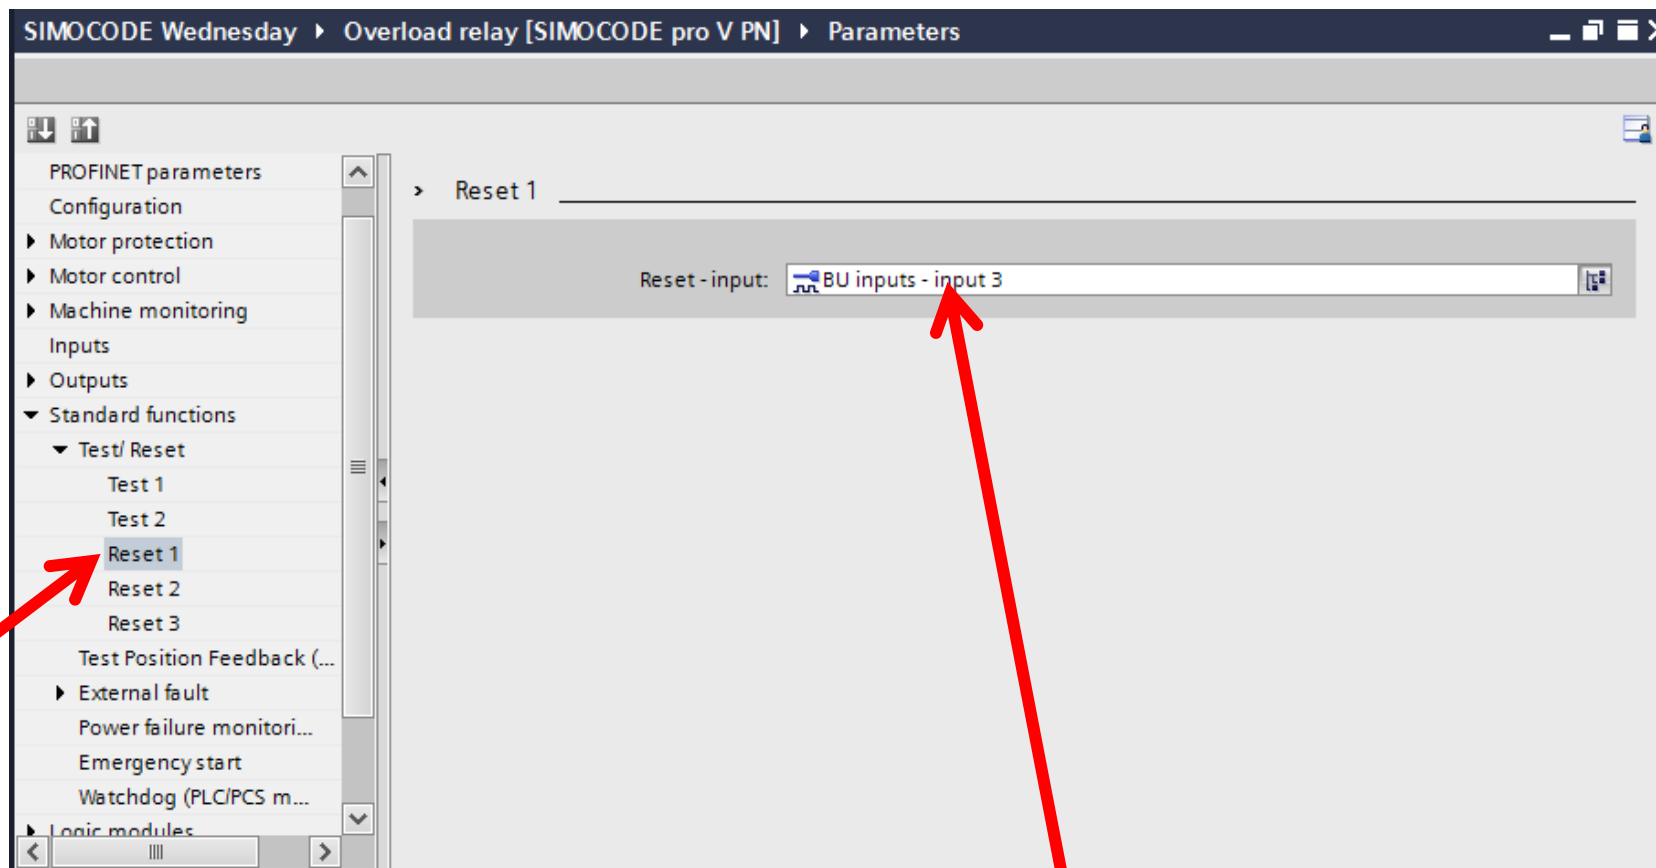 SIMOCODE Wednesday ▸ Overload relay [SIMOCODE pro V PN] ▸ Parameters
PROFINET parameters
Configuration
Motor protection
Motor control
Machine monitoring
Inputs
Outputs
Standard functions
Test/ Reset
Test 1
Test 2
Reset 1
Reset 2
Reset 3
Test Position Feedback (...
External fault
Power failure monitori...
Emergency start
Watchdog (PLC/PCS m...
Logic modules
Reset 1
Reset - input: BU inputs - input 3